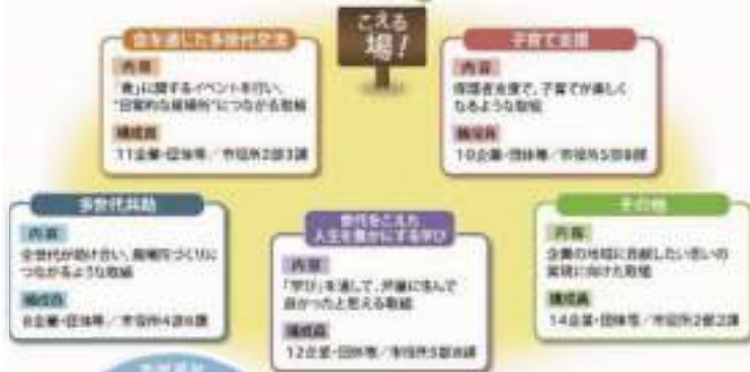 こえる
場！
食を通じた多世代交流
内容
「食」に関するイベントを行い、
"日常的な居場所"につながる取組
構成員
11企業・団体等／市役所2部3課
子育て支援
内容
保護者支援で、子育てが楽しく
なるような取組
構成員
10企業・団体等／市役所5部8課
多世代共助
内容
全世代が助け合い、居場所づくりに
つながるような取組
構成員
8企業・団体等／市役所4部6課
世代をこえた
人生を豊かにする学び
内容
「学び」を通して、芦屋に住んで
良かったと思える取組
構成員
12企業・団体等／市役所5部8課
その他
内容
企業の地域に貢献したい思いの
実現に向けた取組
構成員
14企業・団体等／市役所2部2課